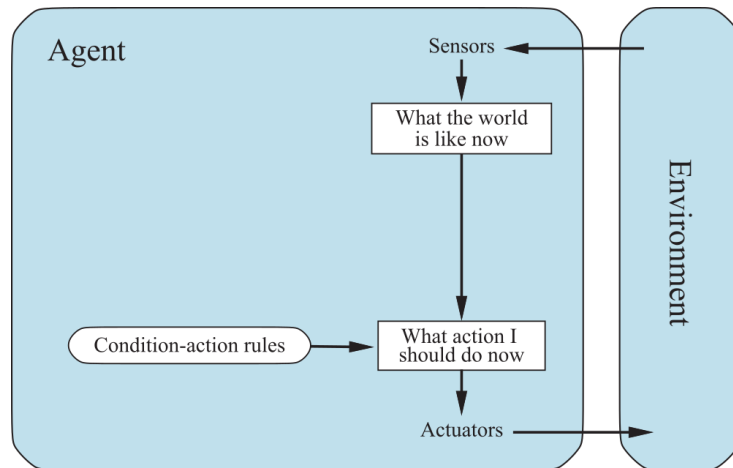 Agent
Sensors
What the world
is like now
Condition-action rules
What action I
should do now
Actuators
Environment